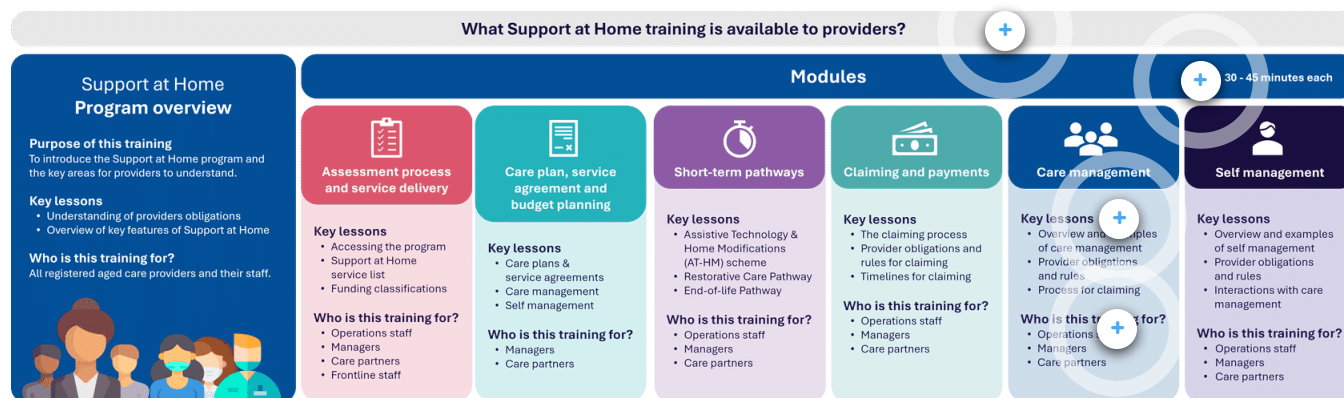 What Support at Home training is available to providers?
Support at Home
Program overview
Purpose of this training
To introduce the Support at Home program and
the key areas for providers to understand.
Key lessons
• Understanding of providers obligations
• Overview of key features of Support at Home
Who is this training for?
All registered aged care providers and their staff.
Modules
30 - 45 minutes each
Assessment process
and service delivery
Key lessons
• Accessing the program
• Support at Home
service list
• Funding classifications
Who is this training for?
• Operations staff
• Managers
• Care partners
• Frontline staff
Care plan, service
agreement and
budget planning
Key lessons
• Care plans &
service agreements
• Care management
• Self management
Who is this training for?
• Managers
• Care partners
Short-term pathways
Key lessons
• Assistive Technology &
Home Modifications
(AT-HM) scheme
• Restorative Care Pathway
• End-of-life Pathway
Who is this training for?
• Operations staff
• Managers
• Care partners
Claiming and payments
Key lessons
• The claiming process
• Provider obligations and
rules for claiming
• Timelines for claiming
Who is this training for?
• Operations staff
• Managers
• Care partners
Care management
Key lessons
• Overview and
of care management
• Provider obligations
and rules
• Process for claiming
Who is this for?
• Operations
• Managers
• Care partners
Self management
Key lessons
• Overview and examples
of self management
• Provider obligations
and rules
• Interactions with care
management
Who is this training for?
• Operations staff
• Managers
• Care partners